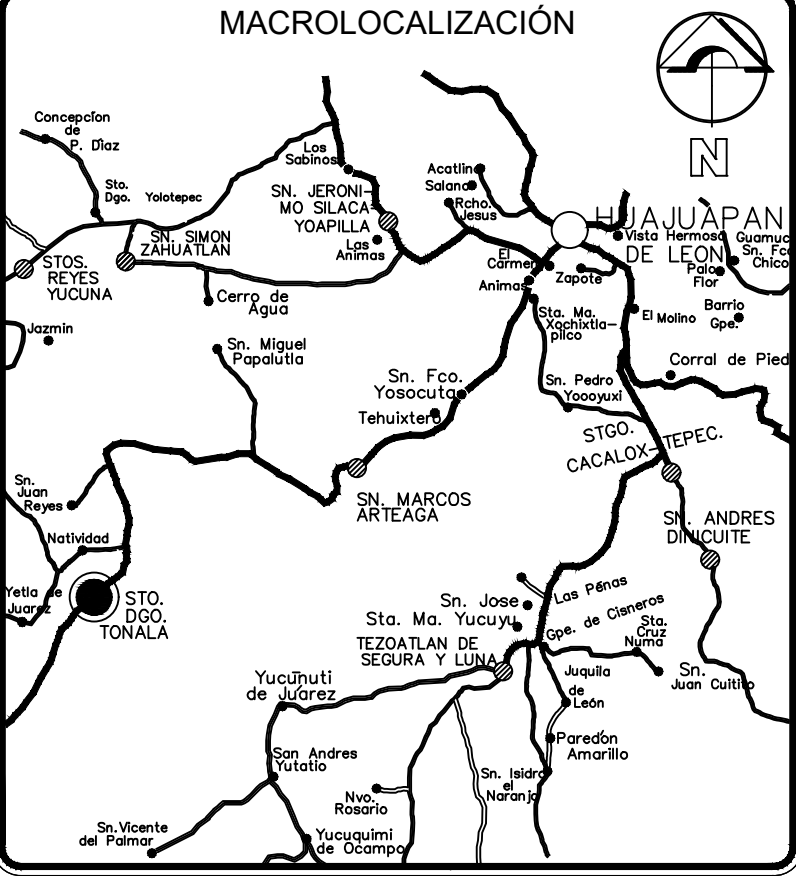 MACROLOCALIZACIÓN
N
Concepcion
de
P. Diaz
Sto.
Dgo.
Yolotepec
Los
Sabinos
SN. JERONI-
MO SILACA-
YOAPILLA
Las
Animas
Acatlin
Salana
Rcho.
Jesus
HUAJUAPAN
DE LEON
Vista Hermosa
Guamuc
Sn. Fco
Chico
Palo
Flor
Barrio
Gpe.
El
Carmen
Zapote
Animas
Sta. Ma.
Xochixtla-
pilco
El Molino
Corral de Pied
STOS.
REYES
YUCUNA
SN. SIMON
ZAHUATLAN
Cerro de
Agua
Jazmin
Sn. Miguel
Papalutla
Sn. Fco.
Yosocuta
Tehuixtero
Sn. Pedro
Yoooyuxi
STGO.
CACALOX-TEPEC.
SN. MARCOS
ARTEAGA
SN. ANDRES
DINICUITE
Sn.
Juan
Reyes
Natividad
Yetla de
Juarez
STO.
DGO.
TONALA
Las Pénas
Sn. Jose
Sta. Ma. Yucuyu
Gpe. de Cisneros
TEZOATLAN DE
SEGURA Y LUNA
Sta.
Cruz
Numa
Sn.
Juan Cuitito
Juquila
de
León
Yucuñuti
de Juárez
Paredón
Amarillo
San Andres
Yutatio
Sn. Isidro
el
Naranjo
Nvo.
Rosario
Sn.Vicente
del Palmar
Yucuquimi
de Ocampo